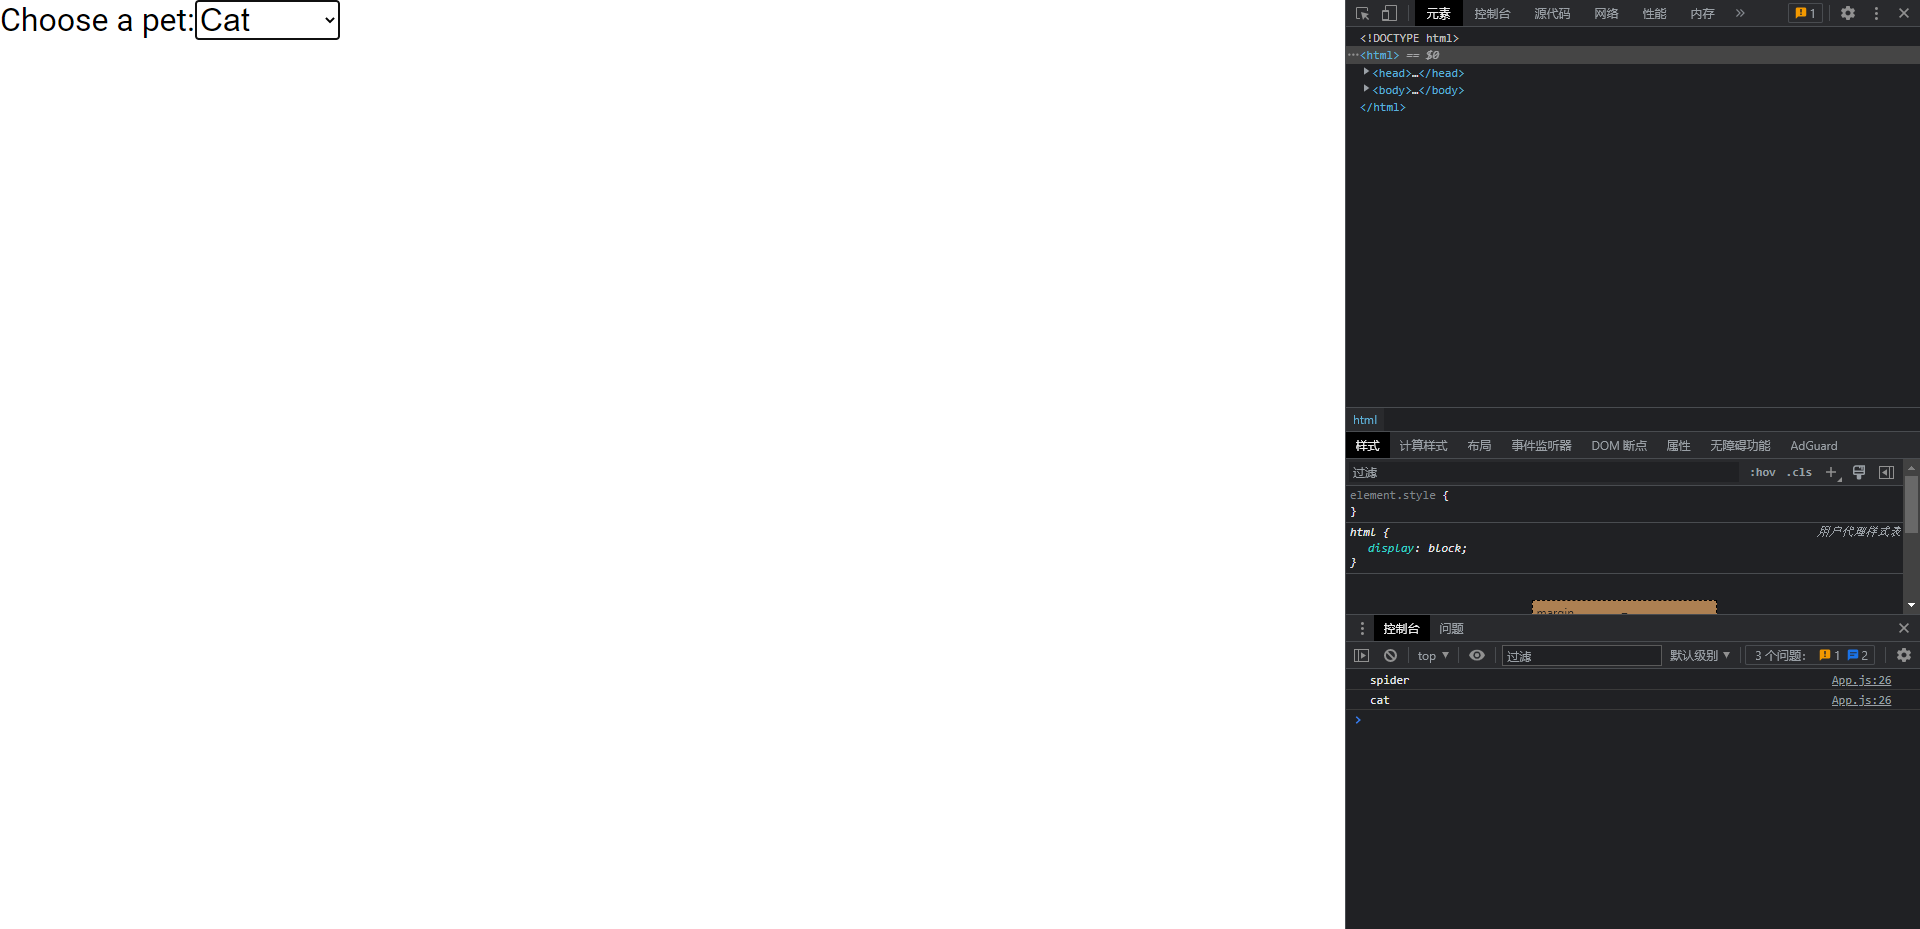 Choose a pet: Cat
元素 控制台 源代码 网络 性能 内存 » 1
<!DOCTYPE html>
···<html> == $0
<head>…</head>
<body>…</body>
</html>
html
样式 计算样式 布局 事件监听器 DOM 断点 属性 无障碍功能 AdGuard
过滤 :hov .cls +
element.style {
}
html { 用户代理样式表
display: block;
}
margin -
控制台 问题
top ▼ 过滤 默认级别 ▼ 3 个问题: 1 2
spider App.js:26
cat App.js:26
>